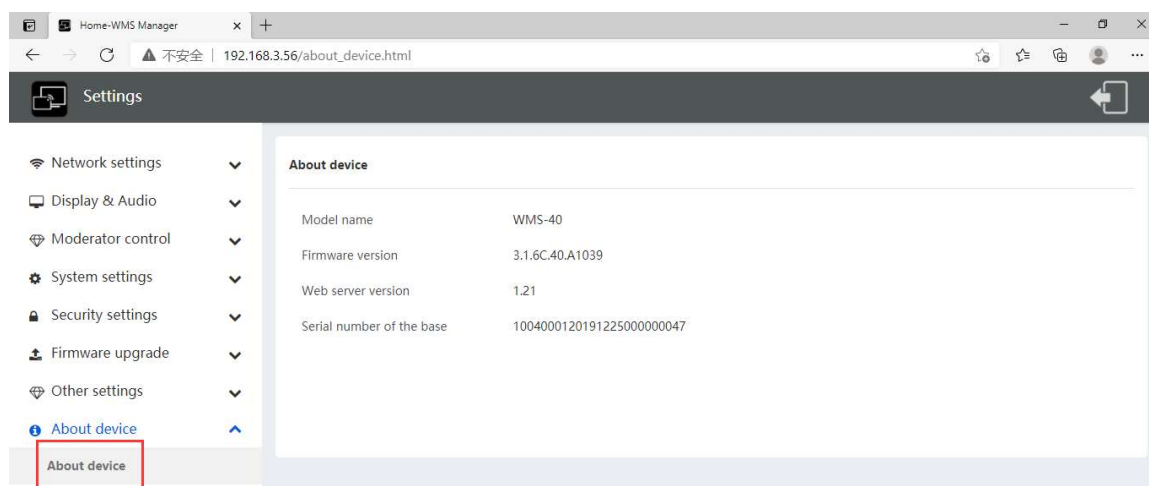 Home-WMS Manager
不安全 192.168.3.56/about_device.html
Settings
Network settings
Display & Audio
Moderator control
System settings
Security settings
Firmware upgrade
Other settings
About device
About device
About device
Model name WMS-40
Firmware version 3.1.6C.40.A1039
Web server version 1.21
Serial number of the base 1004000120191225000000047